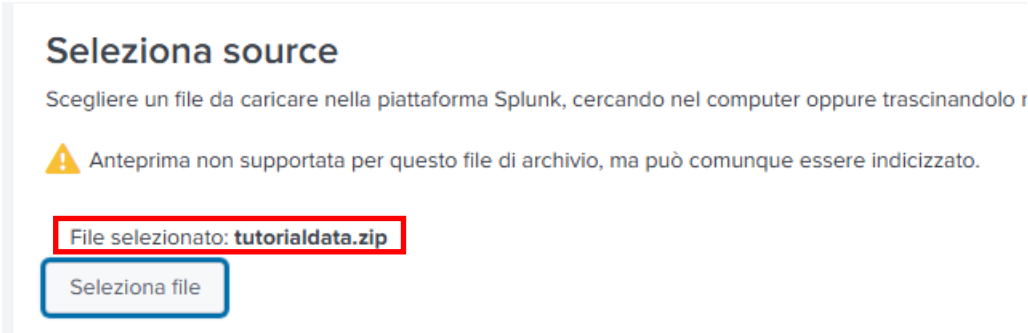 Seleziona source
Scegliere un file da caricare nella piattaforma Splunk, cercando nel computer oppure trascinandolo
Anteprima non supportata per questo file di archivio, ma può comunque essere indicizzato.
File selezionato: tutorialdata.zip
Seleziona file